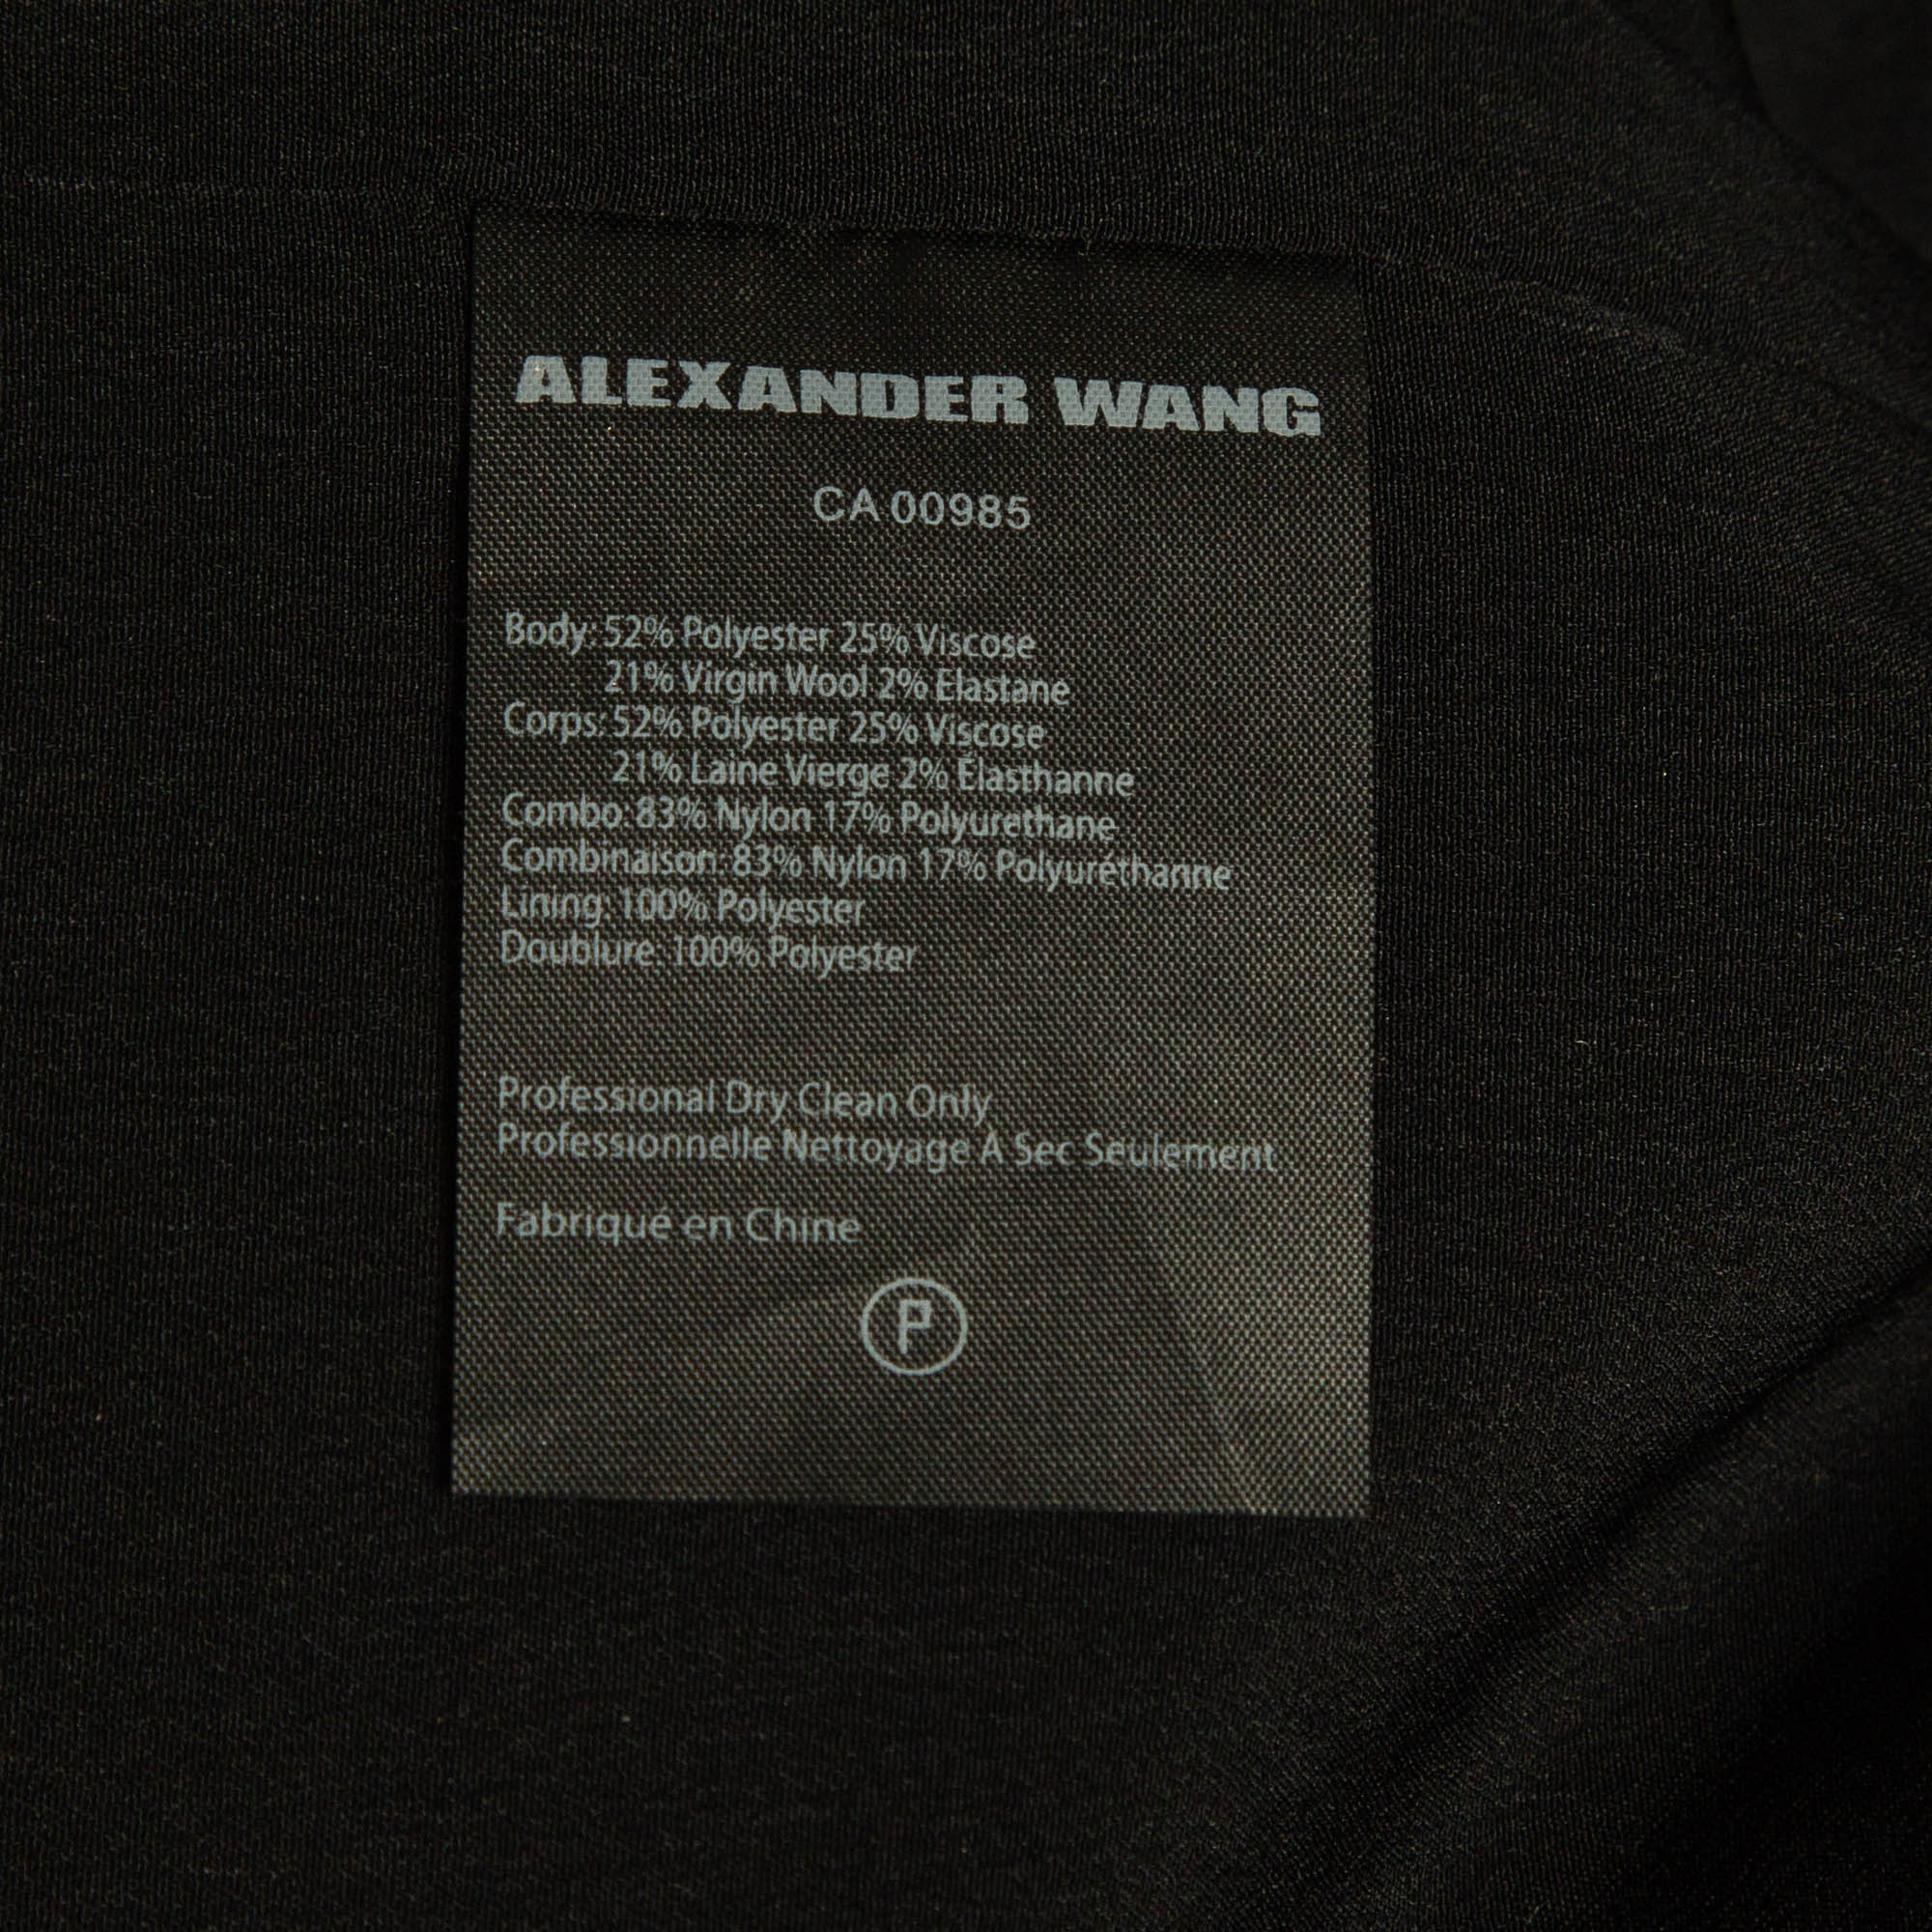 ALEXANDER WANG
CA 00985
Body: 52% Polyester 25% Viscose
21% Virgin Wool 2% Elastane
Corps: 52% Polyester 25% Viscose
21% Laine Vierge 2% Elasthanne
Combo: 83% Nylon 17% Polyurethane
Combinaison: 83% Nylon 17% Polyuréthanne
Lining: 100% Polyester
Doublure: 100% Polyester
Professional Dry Clean Only
Professionnelle Nettoyage A Sec Seulement
Fabriqué en Chine
P